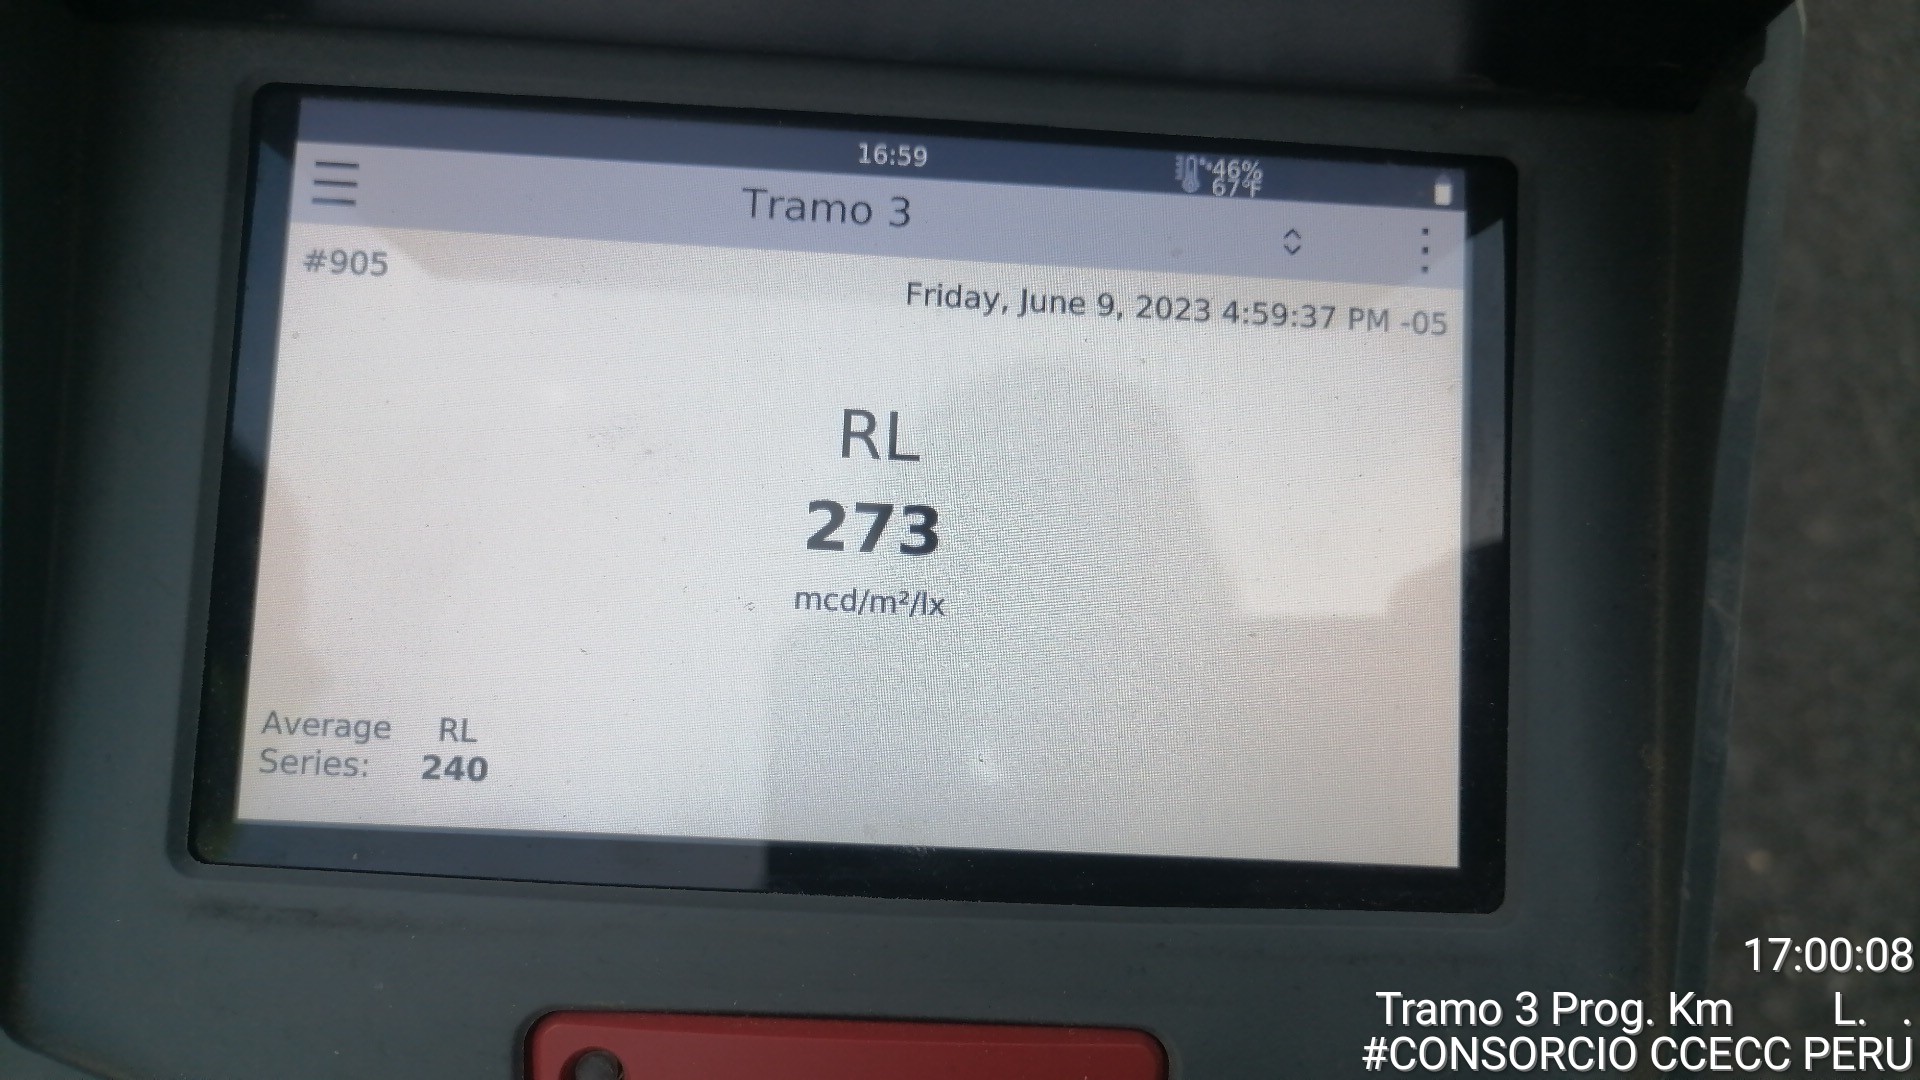 16:59
46%
67°F
Tramo 3
#905
Friday, June 9, 2023 4:59:37 PM -05
RL
273
mcd/m²/lx
Average RL
Series: 240
17:00:08
Tramo 3 Prog. Km L. .
#CONSORCIO CCECC PERU